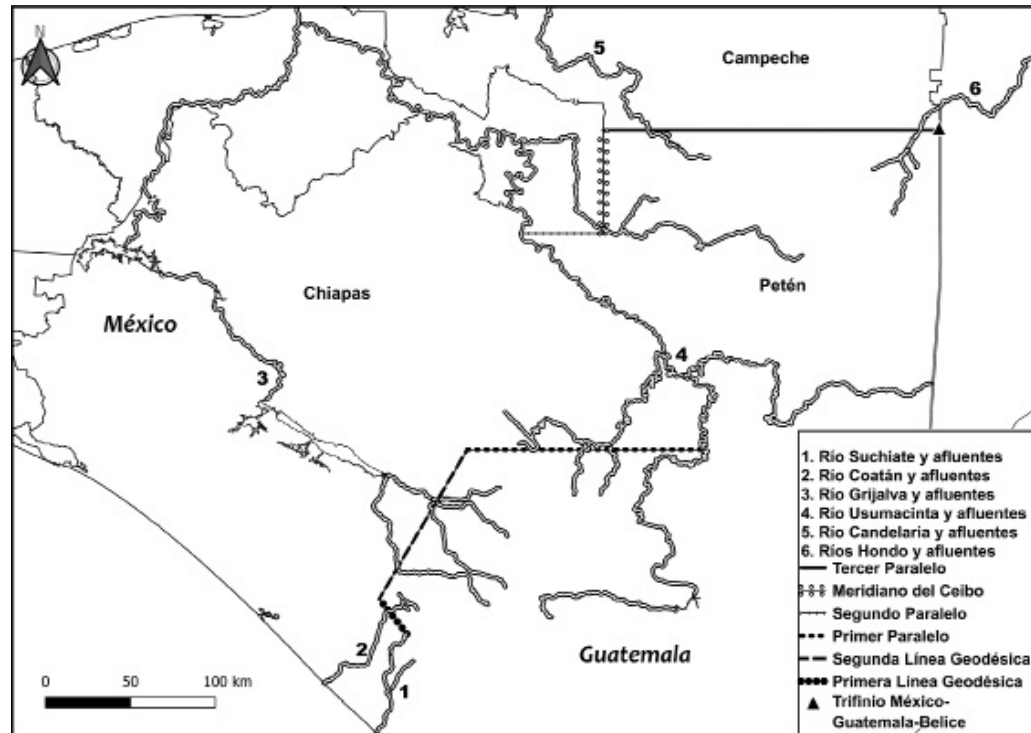 N
5
Campeche
6
Chiapas
Petén
México
3
4
2
1
Guatemala
0 50 100 km
1. Río Suchiate y afluentes
2. Río Coatán y afluentes
3. Río Grijalva y afluentes
4. Río Usumacinta y afluentes
5. Río Candelaria y afluentes
6. Ríos Hondo y afluentes
Tercer Paralelo
Meridiano del Ceibo
Segundo Paralelo
Primer Paralelo
Segunda Línea Geodésica
Primera Línea Geodésica
Trifinio México-
Guatemala-Belice